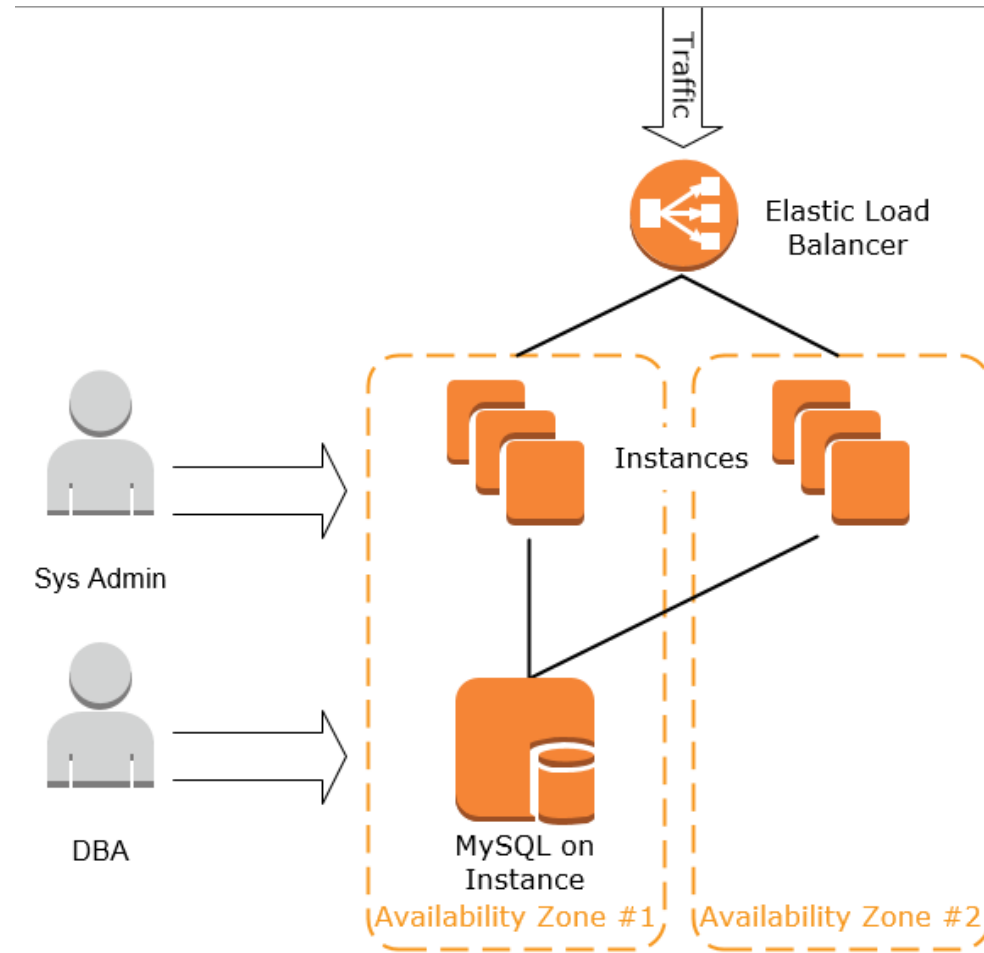 Traffic
Elastic Load
Balancer
Instances
Sys Admin
DBA
MySQL on
Instance
Availability Zone #1
Availability Zone #2